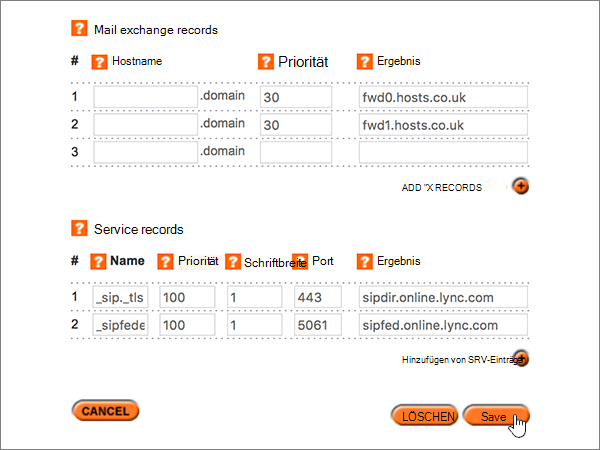 ? Mail exchange records
# ? Hostname ? Priorität ? Ergebnis
1 .domain 30 fwd0.hosts.co.uk
2 .domain 30 fwd1.hosts.co.uk
3 .domain
ADD "X RECORDS
? Service records
# ? Name ? Priorität ? Schriftbreite ? Port ? Ergebnis
1 _sip._tls 100 1 443 sipdir.online.lync.com
2 _sipfede 100 1 5061 sipfed.online.lync.com
Hinzufügen von SRV-Einträgen
CANCEL LÖSCHEN Save